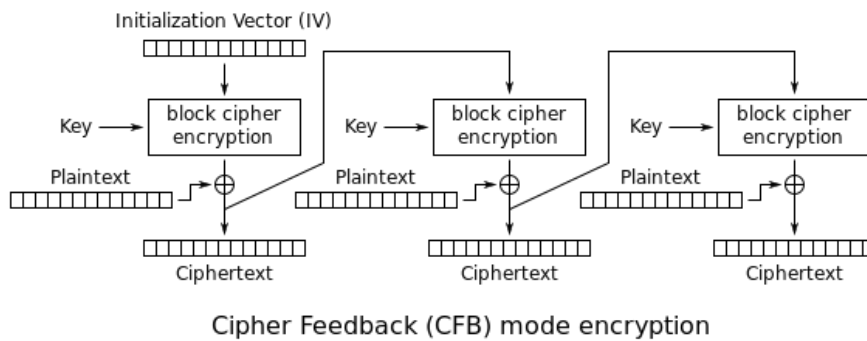 Initialization Vector (IV)
Key
block cipher
encryption
Plaintext
Ciphertext
Key
block cipher
encryption
Plaintext
Ciphertext
Key
block cipher
encryption
Plaintext
Ciphertext
Cipher Feedback (CFB) mode encryption